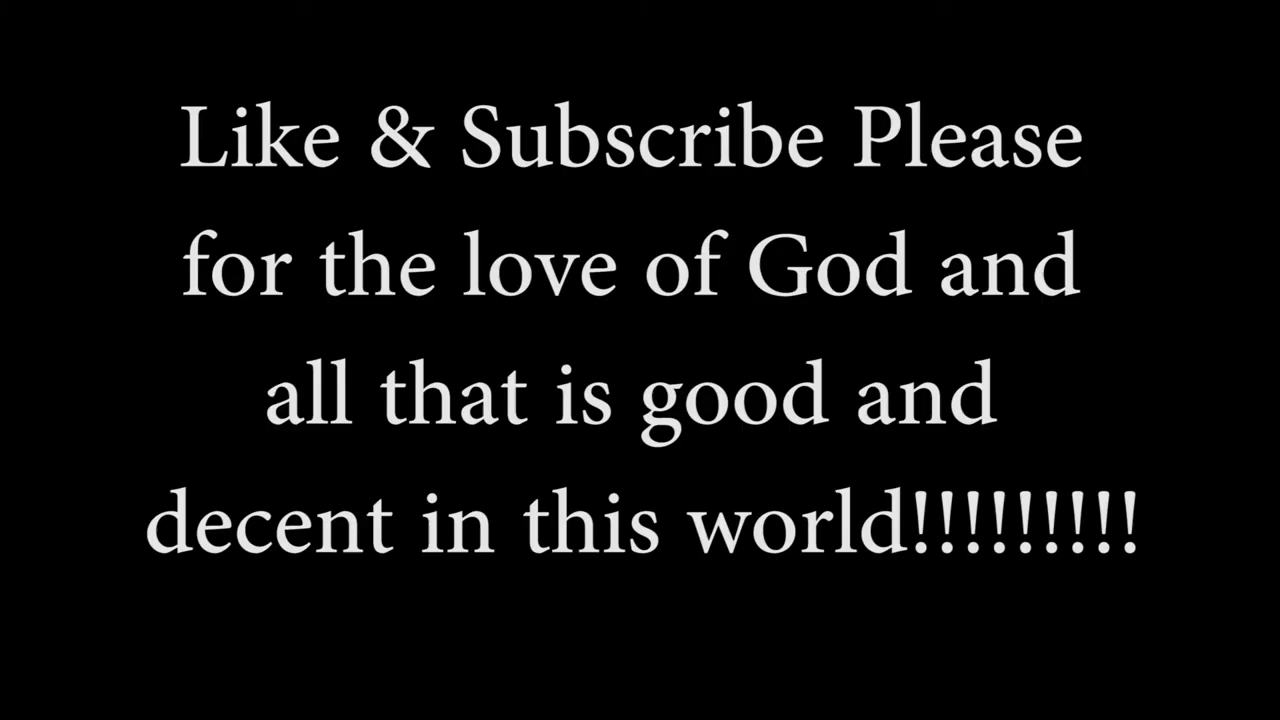 Like & Subscribe Please
for the love of God and
all that is good and
decent in this world!!!!!!!!!